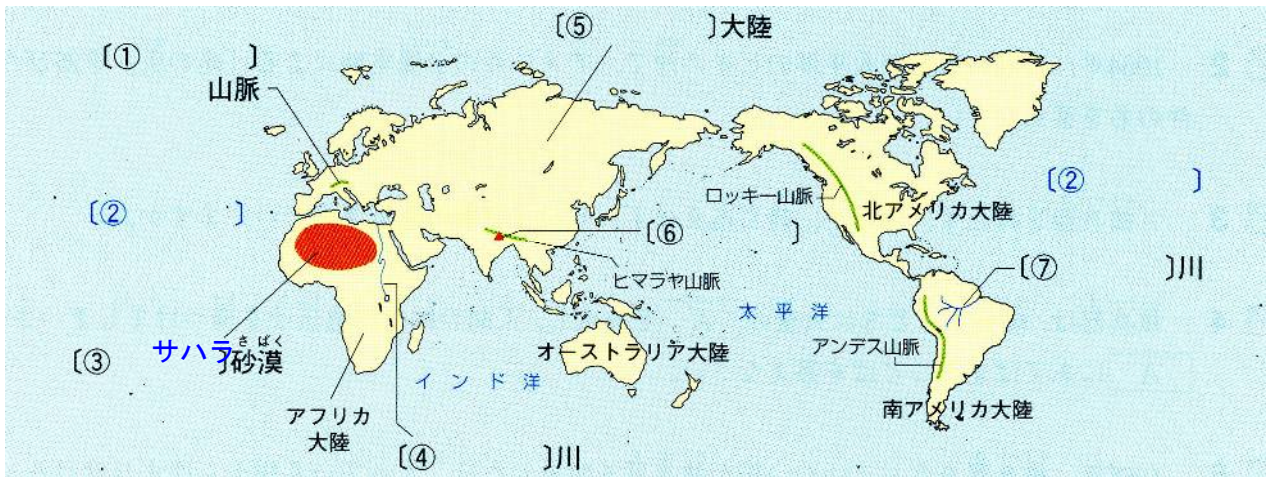 〔⑤　　　　〕大陸
〔①　　　　〕
山脈
ロッキー山脈
〔②　　　　〕
北アメリカ大陸
〔②　　　　〕
〔⑥　　　　〕
ヒマラヤ山脈
〔⑦　　　　〕川
太平洋
サハラ
さばく
〔③　　　　〕砂漠
オーストラリア大陸
アンデス山脈
インド洋
アフリカ
大陸
南アメリカ大陸
〔④　　　　〕川